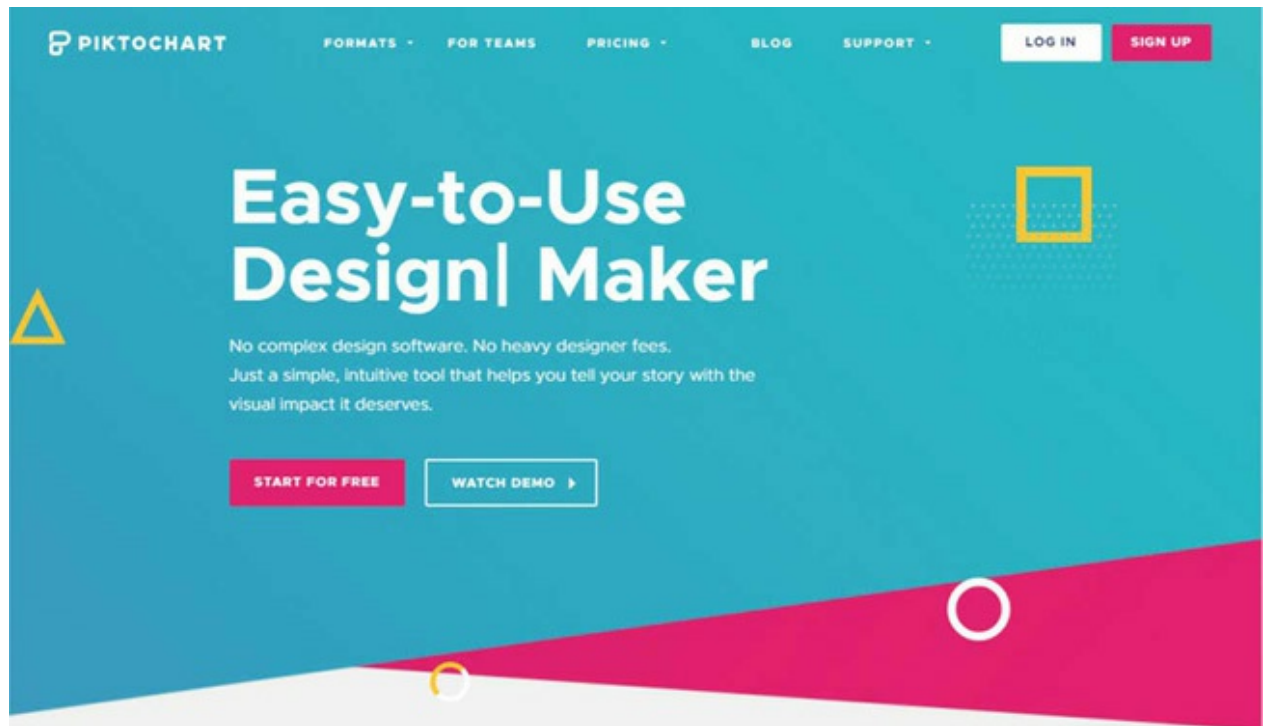 PIKTOCHART FORMATS FOR TEAMS PRICING BLOG SUPPORT LOG IN SIGN UP
Easy-to-Use
Design| Maker
No complex design software. No heavy designer fees.
Just a simple, intuitive tool that helps you tell your story with the
visual impact it deserves.
START FOR FREE WATCH DEMO